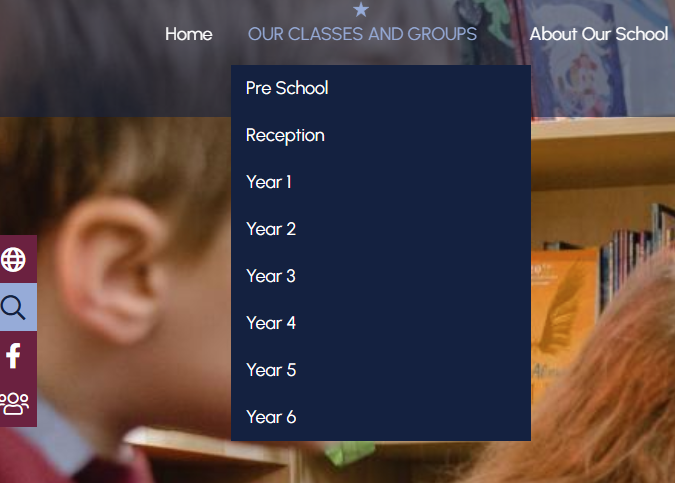 Home
OUR CLASSES AND GROUPS
About Our School
Pre School
Reception
Year 1
Year 2
Year 3
Year 4
Year 5
Year 6